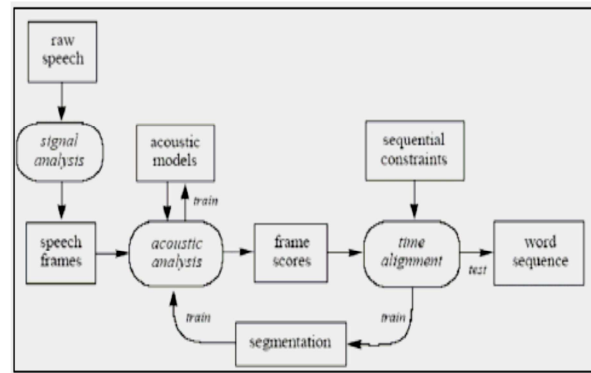 raw
speech
signal
analysis
acoustic
models
sequential
constraints
train
speech
frames
acoustic
analysis
frame
scores
time
alignment
test
word
sequence
train
train
segmentation